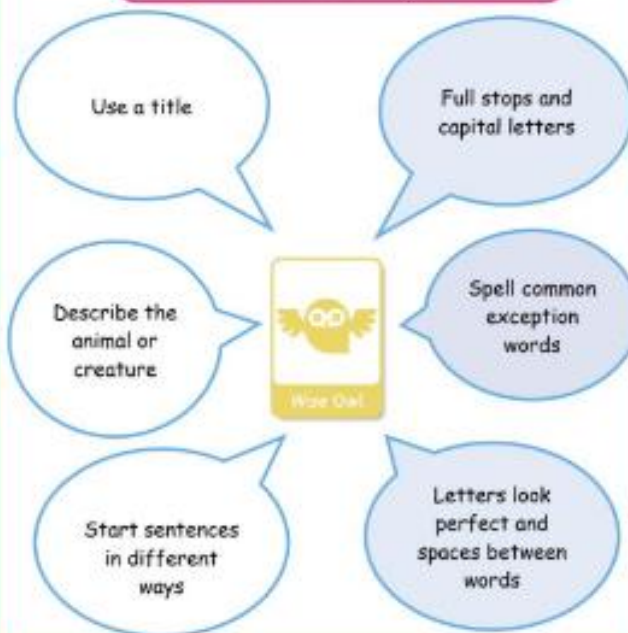 Use a title
Full stops and
capital letters
Describe the
animal or
creature
Wise Owl
Spell common
exception
words
Start sentences
in different
ways
Letters look
perfect and
spaces between
words